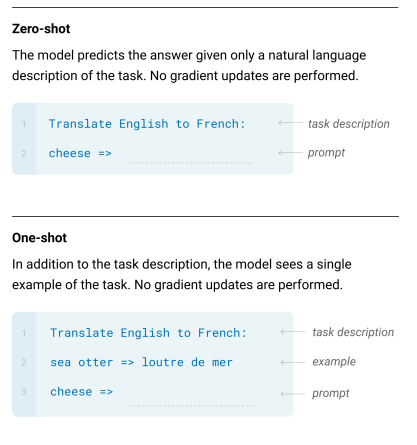 Zero-shot
The model predicts the answer given only a natural language
description of the task. No gradient updates are performed.
1 Translate English to French: task description
2 cheese => prompt
One-shot
In addition to the task description, the model sees a single
example of the task. No gradient updates are performed.
1 Translate English to French: task description
2 sea otter => loutre de mer example
3 cheese => prompt